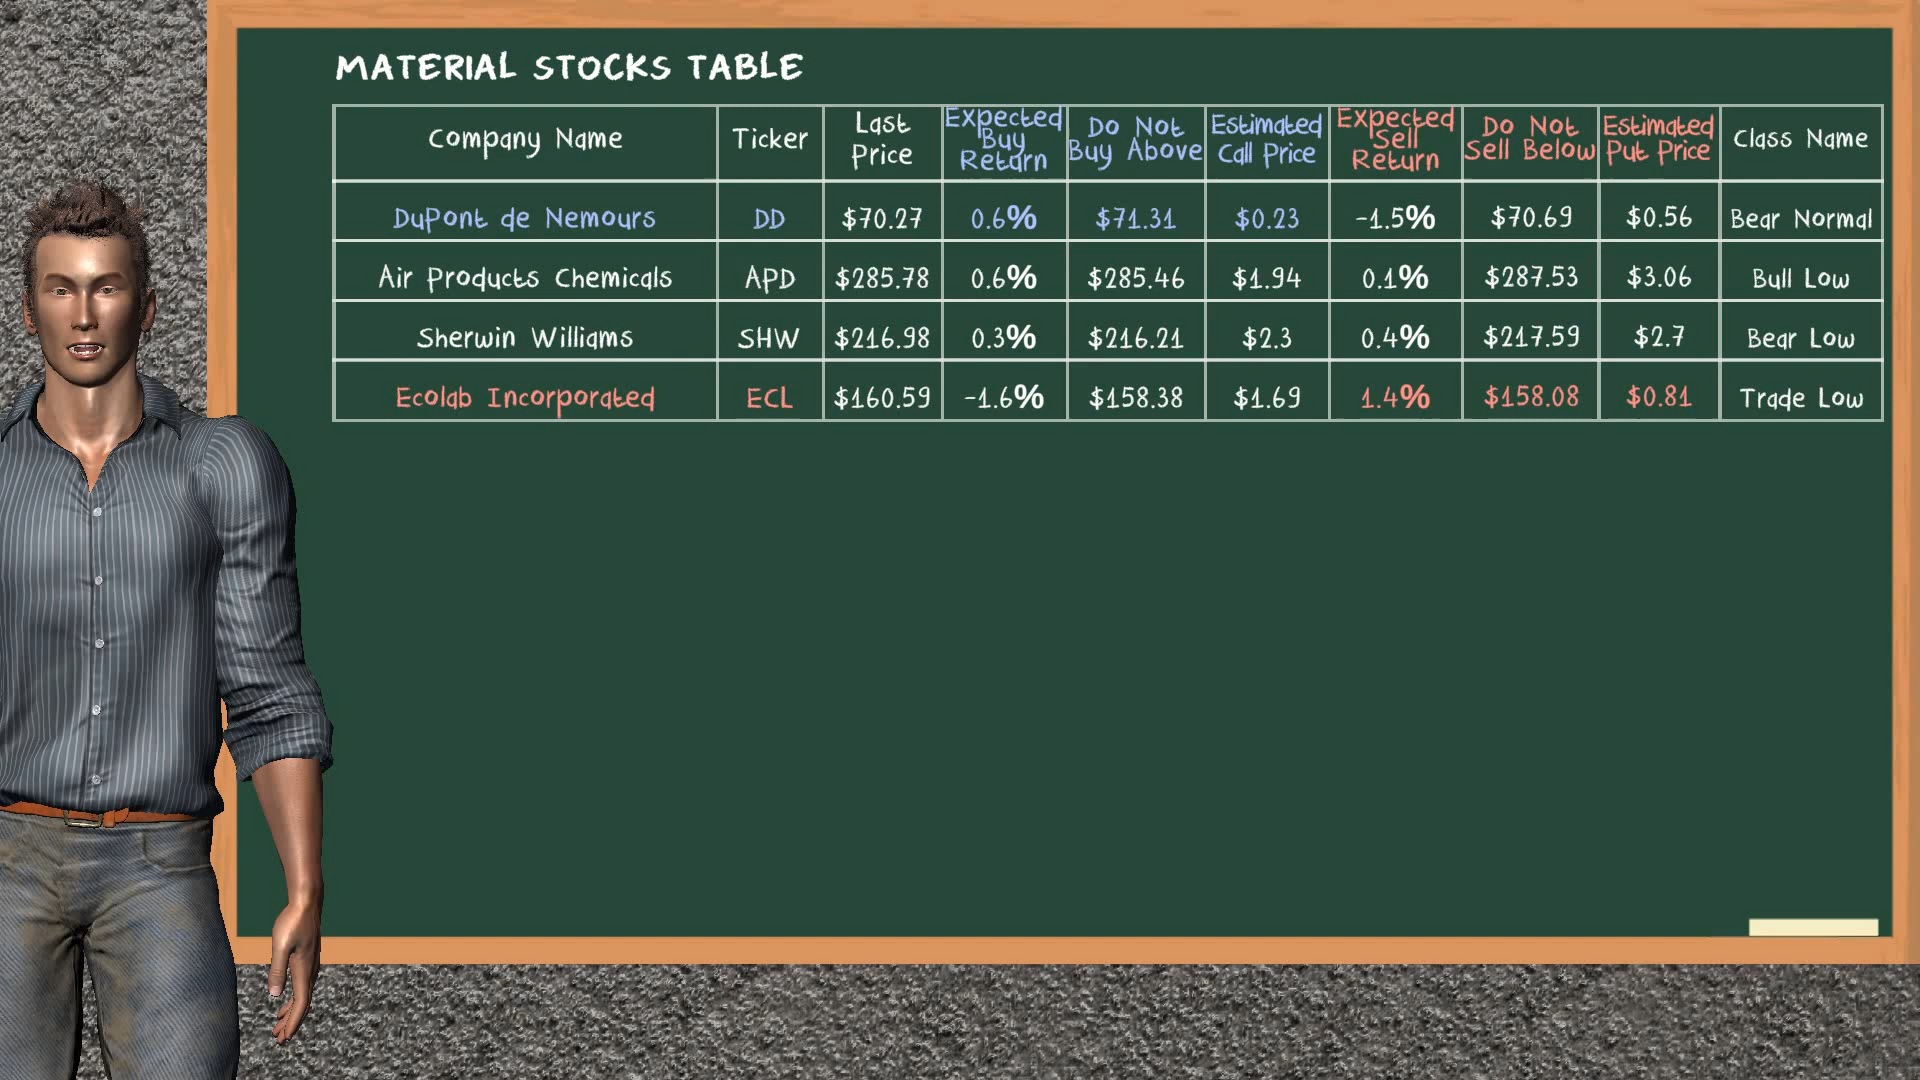 MATERIAL STOCKS TABLE
Company Name Ticker Last Price Expected Buy Return Do Not Buy Above Estimated Call Price Expected Sell Return Do Not Sell Below Estimated Put Price Class Name
DuPont de Nemours DD $70.27 0.6% $71.31 $0.23 -1.5% $70.69 $0.56 Bear Normal
Air Products Chemicals APD $285.78 0.6% $285.46 $1.94 0.1% $287.53 $3.06 Bull Low
Sherwin Williams SHW $216.98 0.3% $216.21 $2.3 0.4% $217.59 $2.7 Bear Low
Ecolab Incorporated ECL $160.59 -1.6% $158.38 $1.69 1.4% $158.08 $0.81 Trade Low